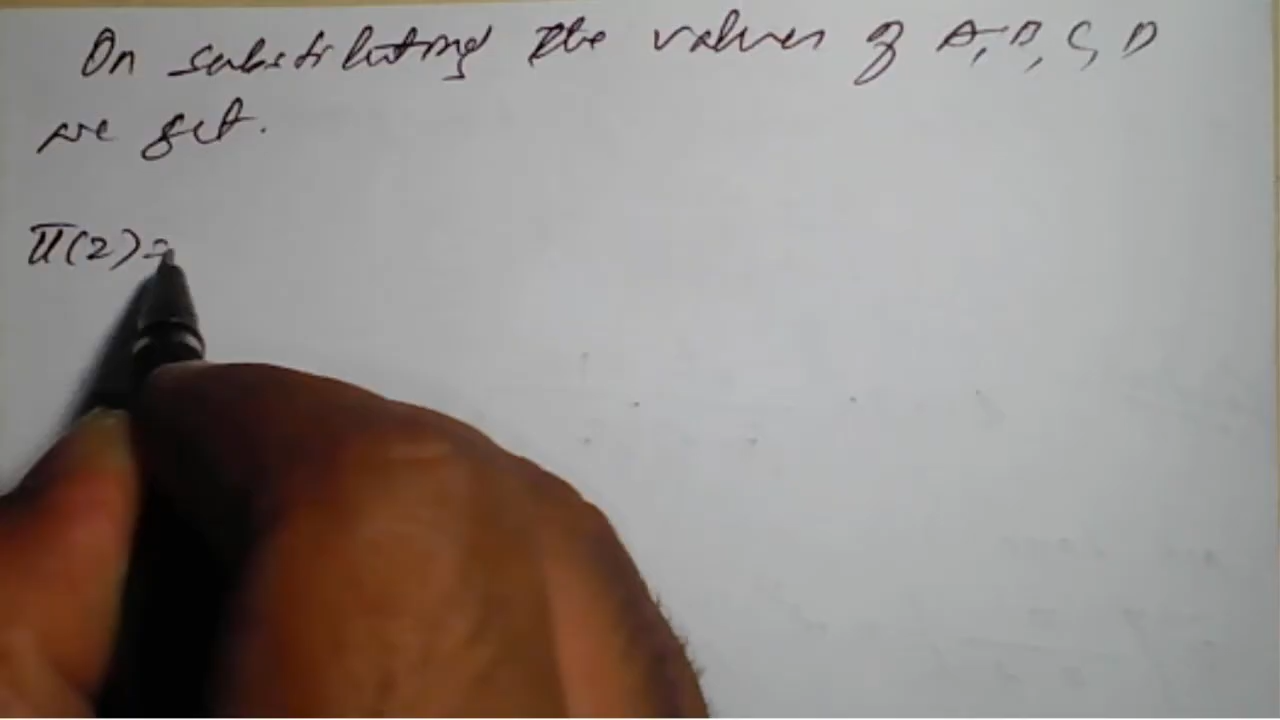 On substituting the values of A, B, C, D
we get.
ū(z)=